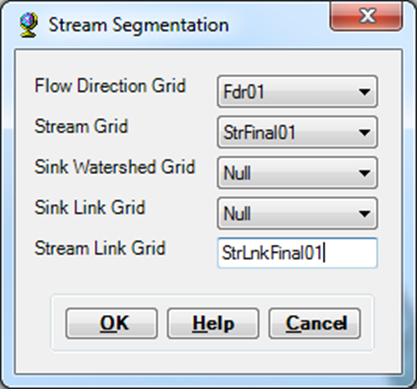 Stream Segmentation
Flow Direction Grid Fdr01
Stream Grid StrFinal01
Sink Watershed Grid Null
Sink Link Grid Null
Stream Link Grid StrLnkFinal01
OK Help Cancel